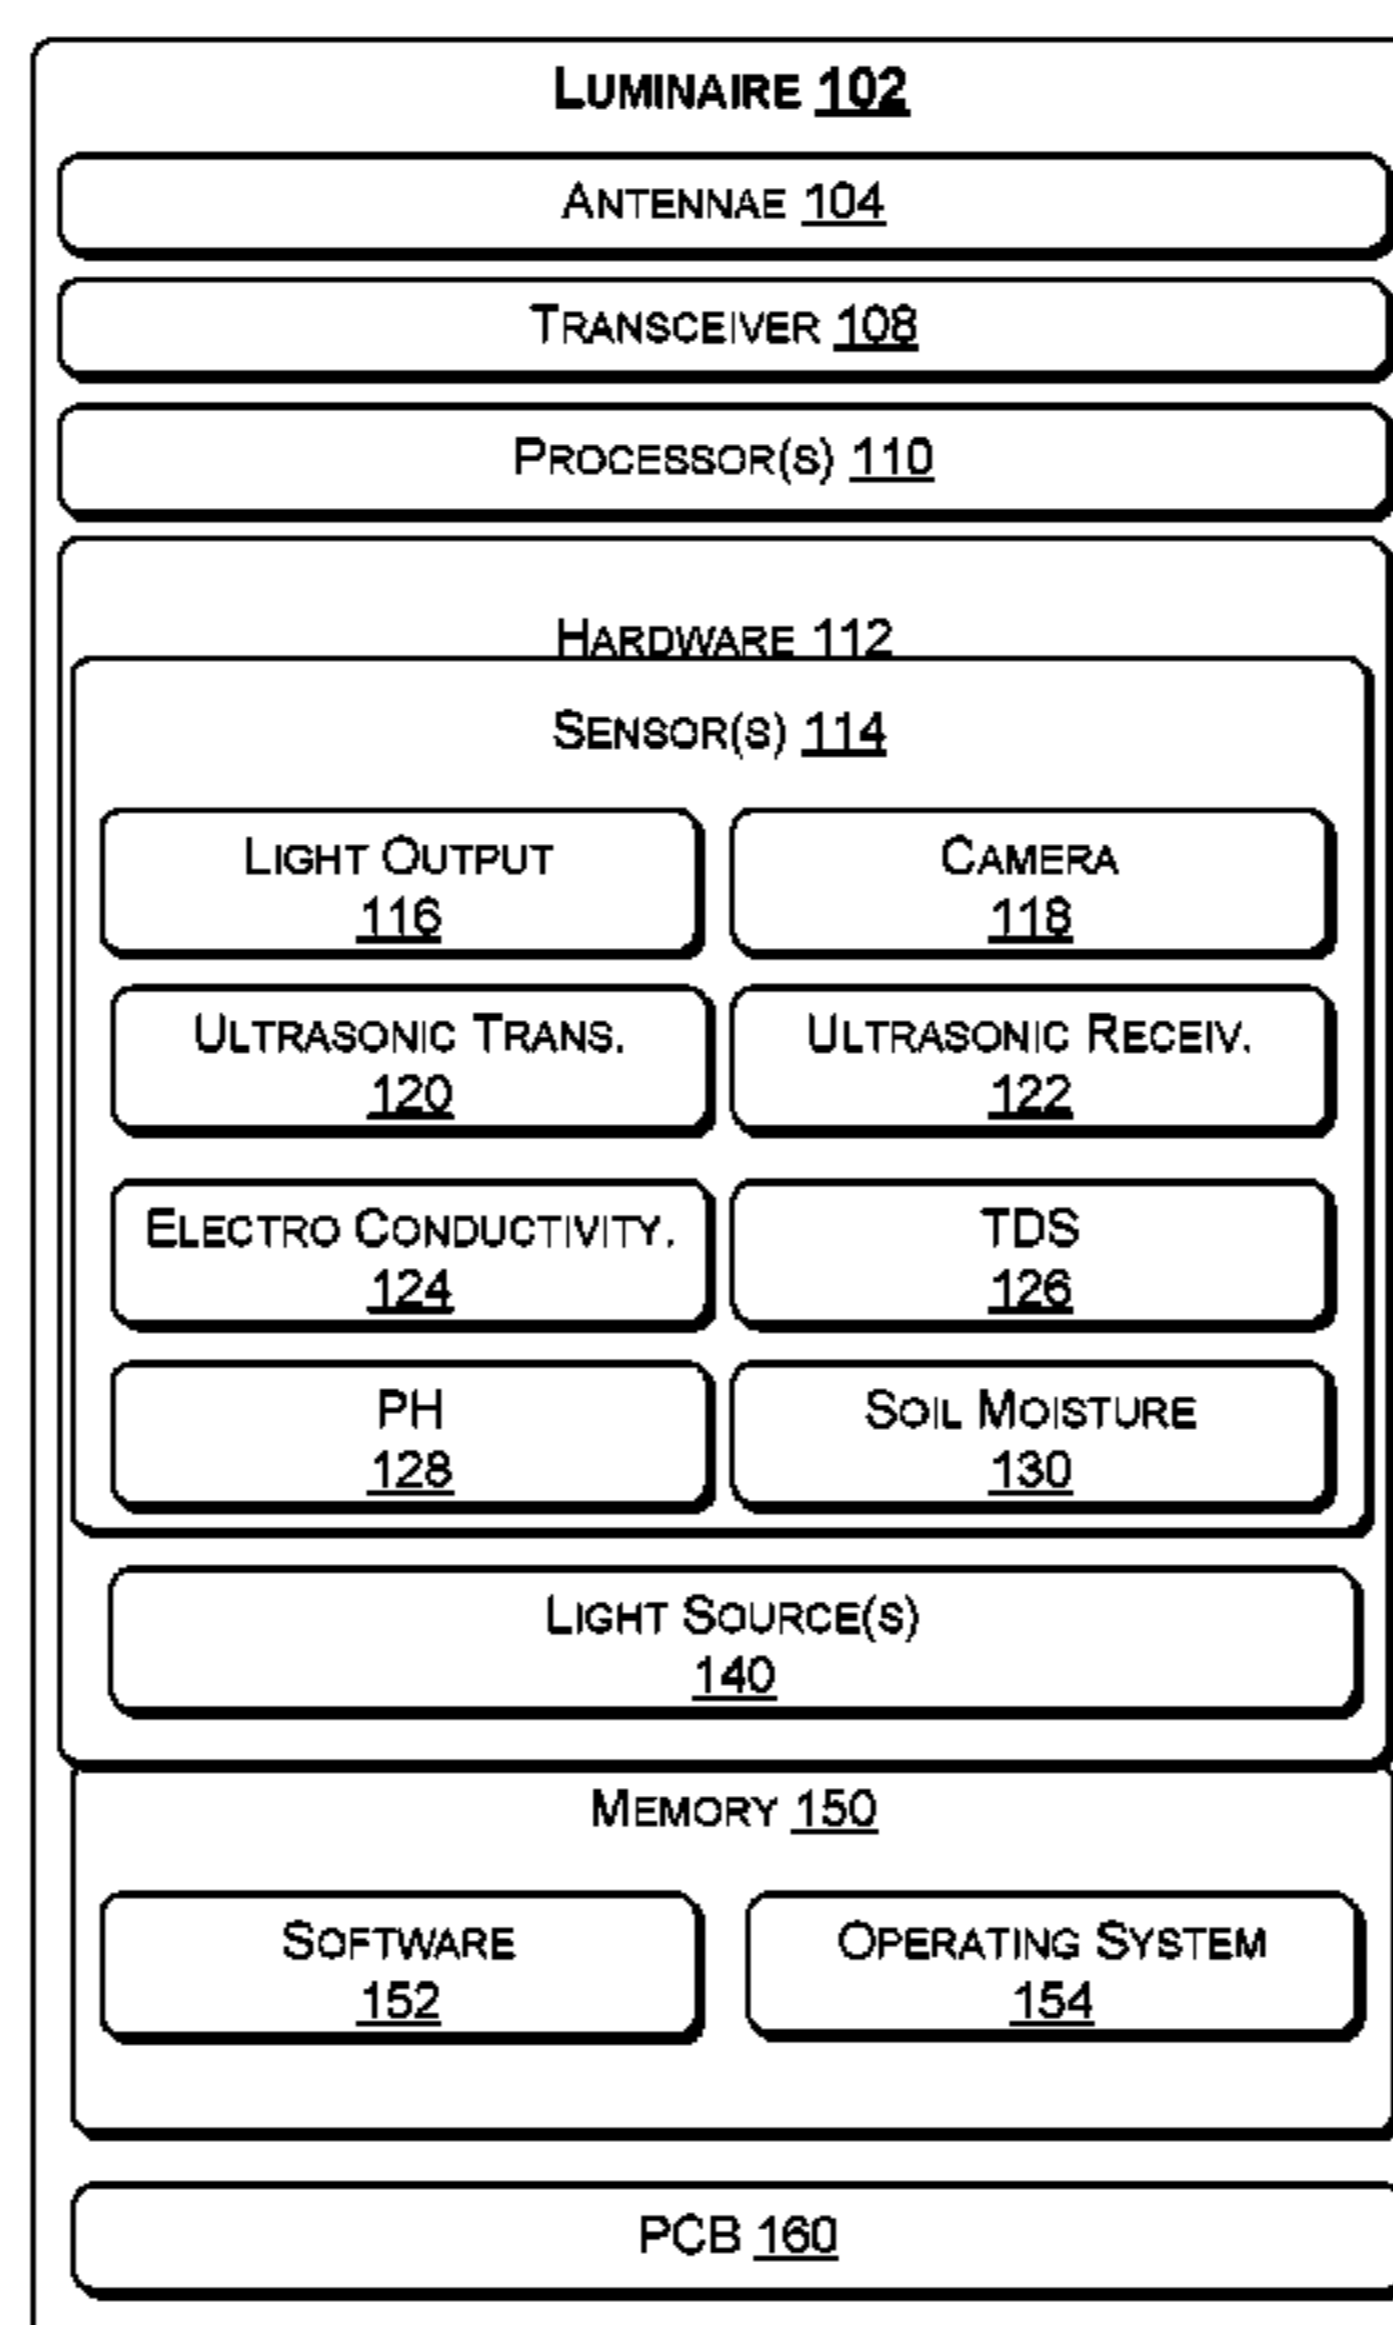 LUMINAIRE 102
ANTENNAE 104
TRANSCEIVER 108
PROCESSOR(S) 110
HARDWARE 112
SENSOR(S) 114
LIGHT OUTPUT
116
CAMERA
118
ULTRASONIC TRANS.
120
ULTRASONIC RECEIV.
122
ELECTRO CONDUCTIVITY.
124
TDS
126
PH
128
SOIL MOISTURE
130
LIGHT SOURCE(S)
140
MEMORY 150
SOFTWARE
152
OPERATING SYSTEM
154
PCB 160